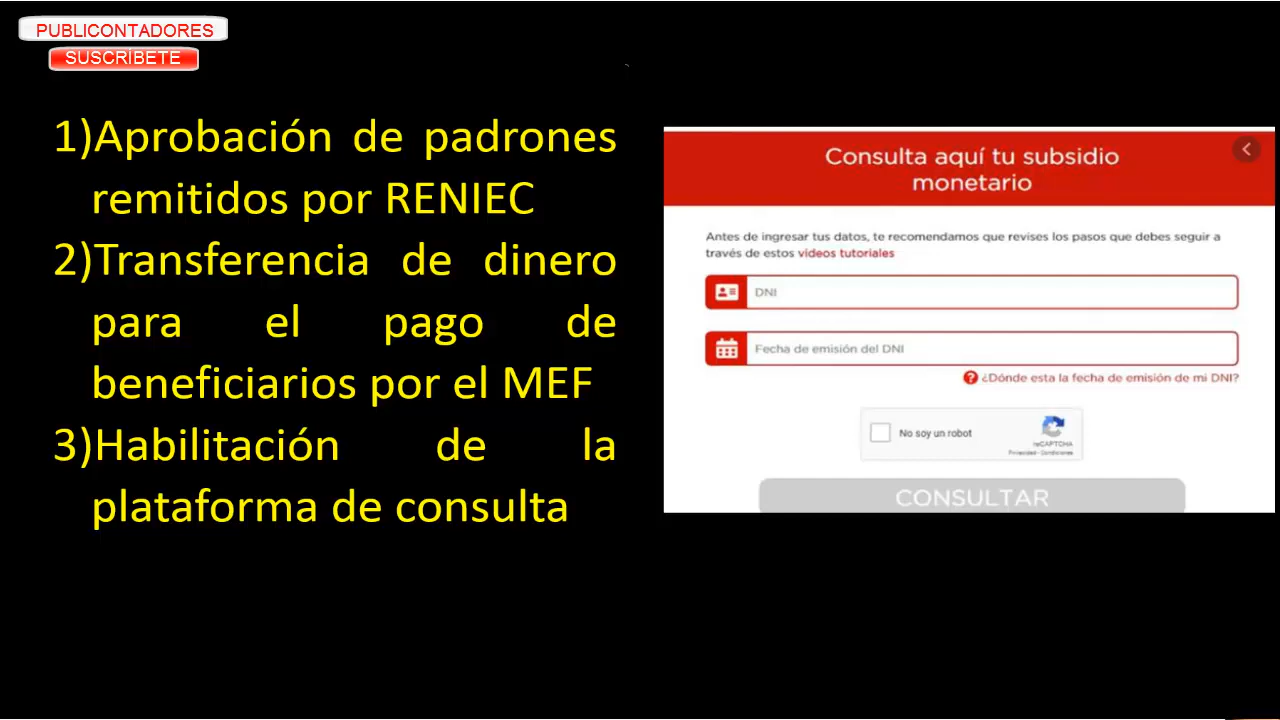 PUBLICONTADORES
SUSCRÍBETE
1)Aprobación de padrones
remitidos por RENIEC
2)Transferencia de dinero
para el pago de
beneficiarios por el MEF
3)Habilitación de la
plataforma de consulta
Consulta aquí tu subsidio
monetario
Antes de ingresar tus datos, te recomendamos que revises los pasos que debes seguir a
través de estos videos tutoriales
DNI
Fecha de emisión del DNI
¿Dónde esta la fecha de emisión de mi DNI?
No soy un robot
reCAPTCHA
Privacidad - Condiciones
CONSULTAR